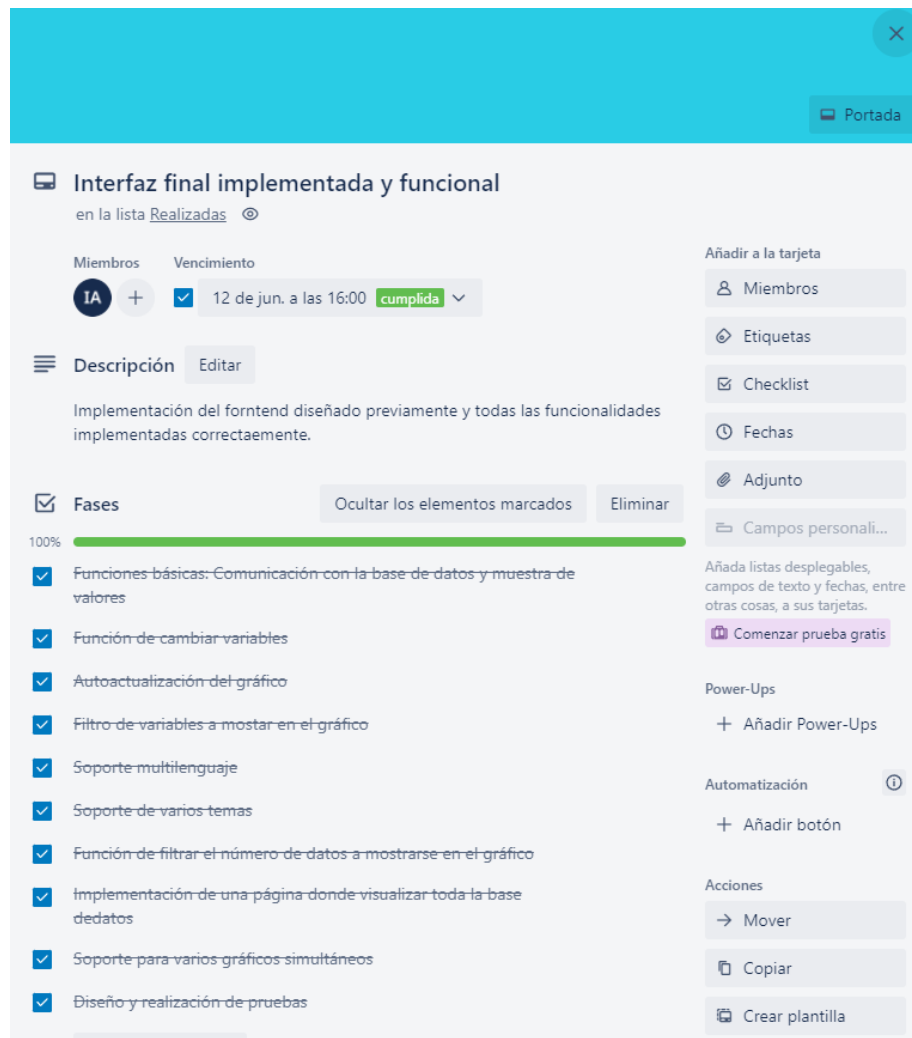 Portada
Interfaz final implementada y funcional
en la lista Realizadas
Miembros
Vencimiento
IA
12 de jun. a las 16:00 cumplida
Descripción
Editar
Implementación del forntend diseñado previamente y todas las funcionalidades
implementadas correctaemente.
Fases
Ocultar los elementos marcados
Eliminar
100%
Funciones básicas: Comunicación con la base de datos y muestra de
valores
Función de cambiar variables
Autoactualización del gráfico
Filtro de variables a mostar en el gráfico
Soporte multilenguaje
Soporte de varios temas
Función de filtrar el número de datos a mostrarse en el gráfico
Implementación de una página donde visualizar toda la base
dedatos
Soporte para varios gráficos simultáneos
Diseño y realización de pruebas
Añadir a la tarjeta
Miembros
Etiquetas
Checklist
Fechas
Adjunto
Campos personali...
Añada listas desplegables,
campos de texto y fechas, entre
otras cosas, a sus tarjetas.
Comenzar prueba gratis
Power-Ups
+ Añadir Power-Ups
Automatización
+ Añadir botón
Acciones
→ Mover
Copiar
Crear plantilla